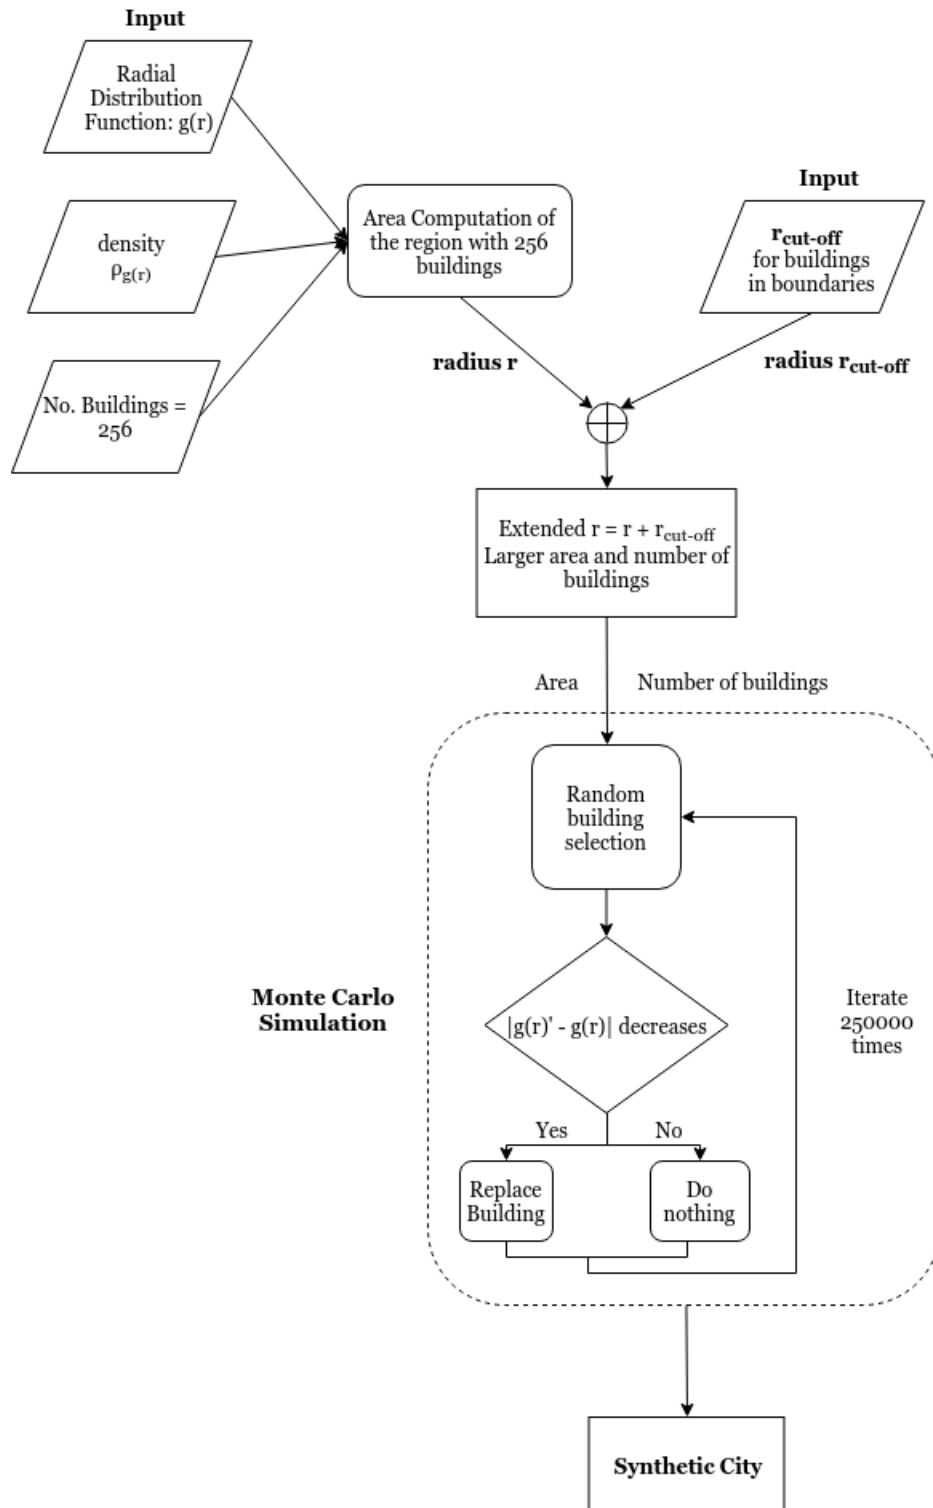 Input
Radial
Distribution
Function: g(r)
density
ρg(r)
No. Buildings =
256
Area Computation of
the region with 256
buildings
Input
rcut-off
for buildings
in boundaries
radius r
radius rcut-off
Extended r = r + rcut-off
Larger area and number of
buildings
Area
Number of buildings
Random
building
selection
Monte Carlo
Simulation
|g(r)' - g(r)| decreases
Iterate
250000
times
Yes
No
Replace
Building
Do
nothing
Synthetic City